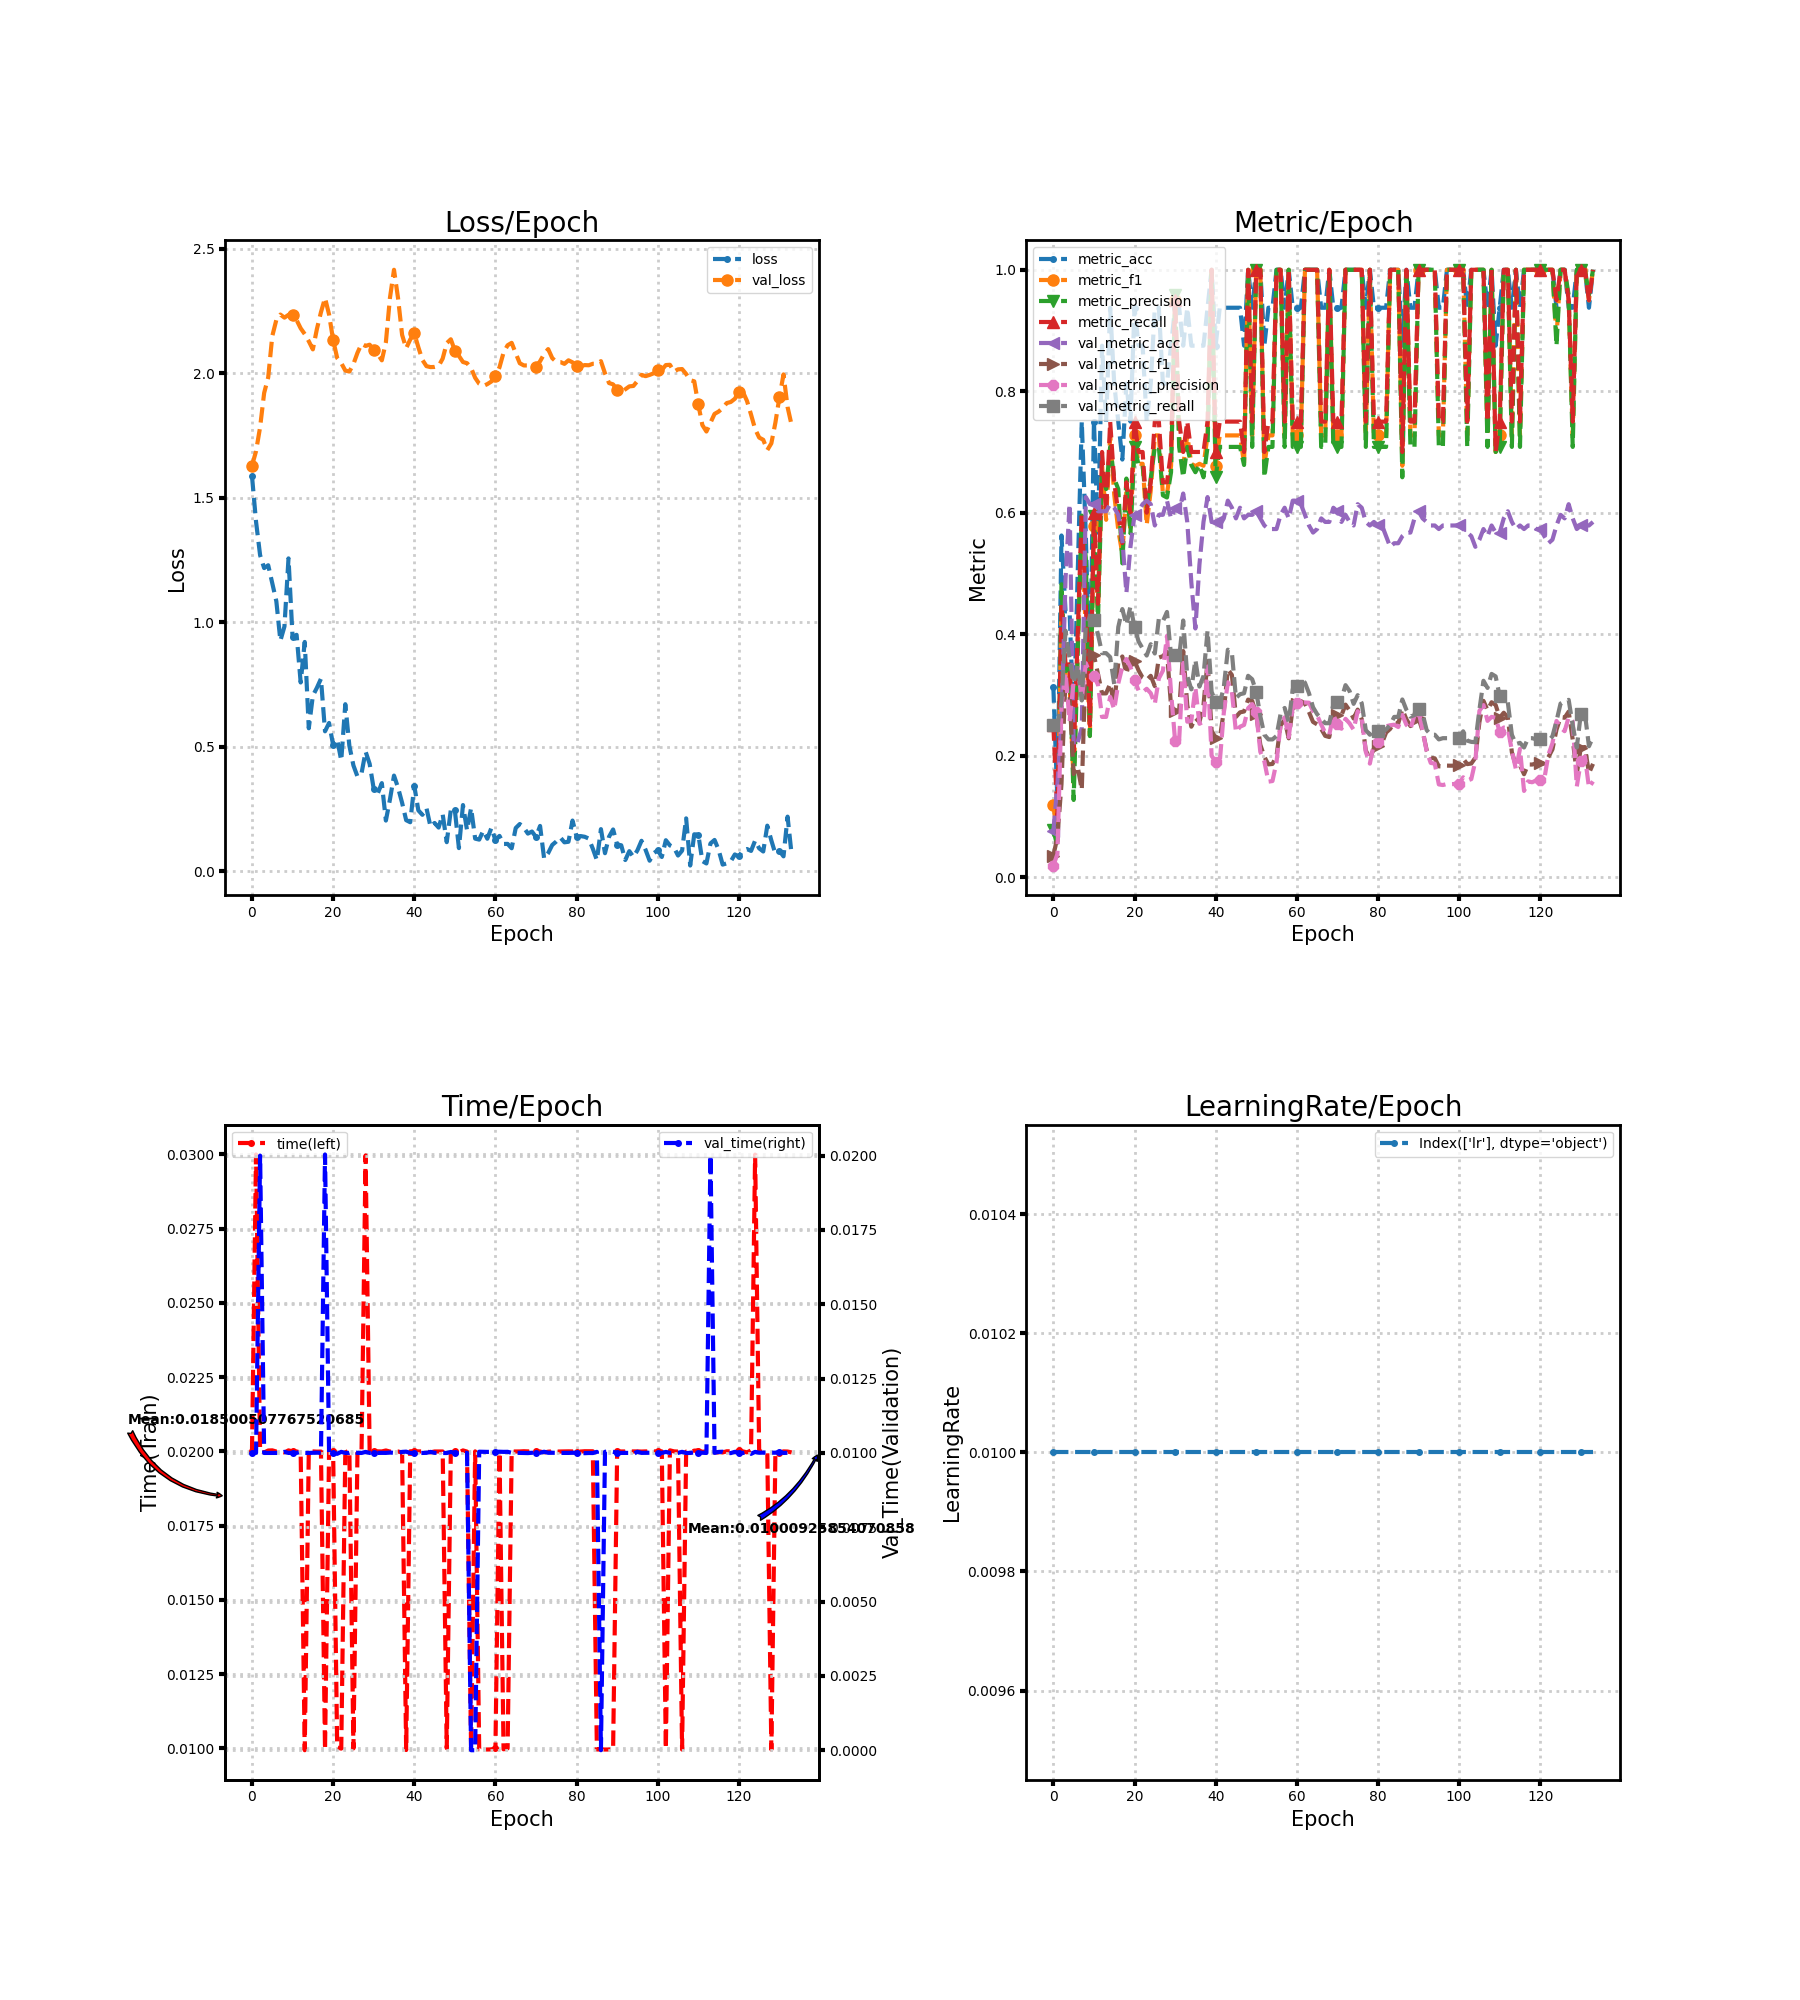 Loss/Epoch
2.5
2.0
1.5
1.0
0.5
0.0
Loss
loss
val_loss
0 20 40 60 80 100 120
Epoch
Metric/Epoch
1.0
0.8
0.6
0.4
0.2
0.0
Metric
metric_acc
metric_f1
metric_precision
metric_recall
val_metric_acc
val_metric_f1
val_metric_precision
val_metric_recall
0 20 40 60 80 100 120
Epoch
Time/Epoch
0.0300
0.0275
0.0250
0.0225
0.0200
0.0175
0.0150
0.0125
0.0100
Time(Train)
time(left)
val_time(right)
Mean:0.018500507767520685
0.0200
0.0175
0.0150
0.0125
0.0100
0.0075
0.0050
0.0025
0.0000
Val_Time(Validation)
0 20 40 60 80 100 120
Epoch
LearningRate/Epoch
0.0104
0.0102
0.0100
0.0098
0.0096
LearningRate
Index(['lr'], dtype='object')
0 20 40 60 80 100 120
Epoch